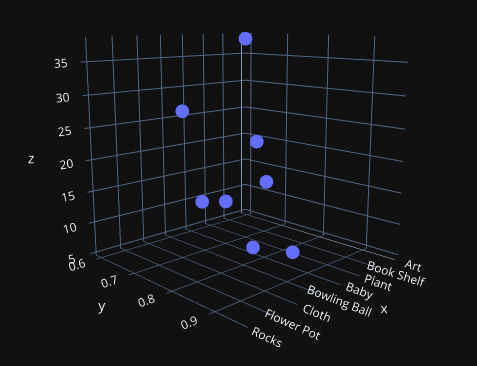 35
30
25
20
15
10
5
z
0.6
0.7
0.8
0.9
y
Art
Book Shelf
Plant
Baby
Bowling Ball
Cloth
Flower Pot
Rocks
x